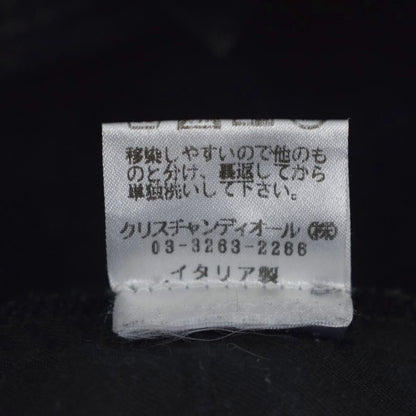 移染しやすいので他のも
のと分け、裏返してから
単独洗いして下さい。
クリスチャンディオール(株)
03-3263-2266
イタリア製